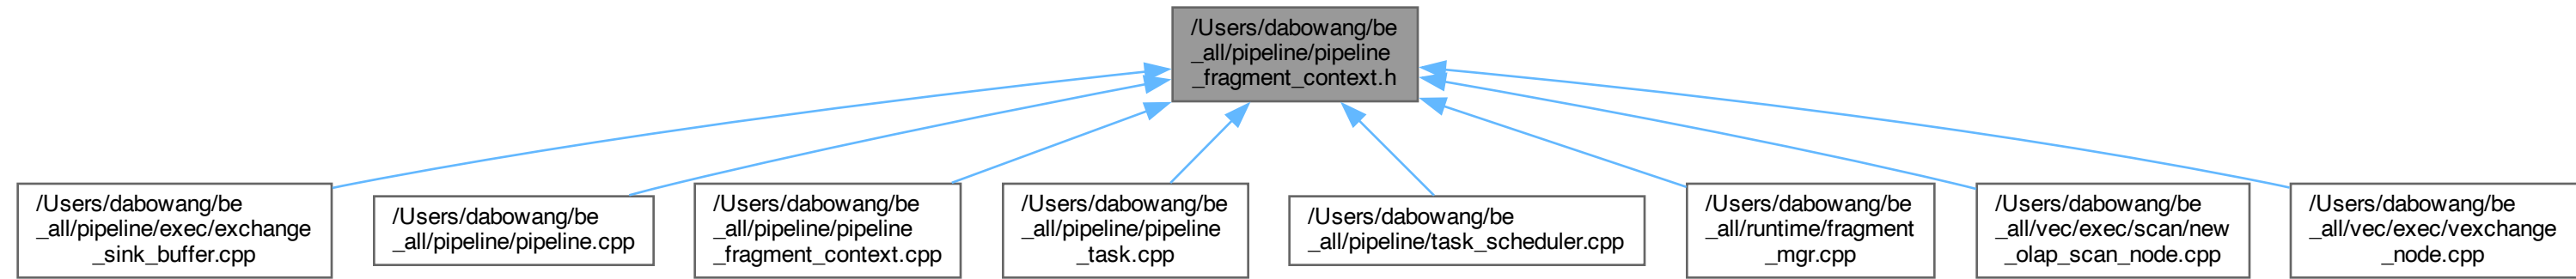 /Users/dabowang/be
_all/pipeline/pipeline
_fragment_context.h
/Users/dabowang/be
_all/pipeline/exec/exchange
_sink_buffer.cpp
/Users/dabowang/be
_all/pipeline/pipeline.cpp
/Users/dabowang/be
_all/pipeline/pipeline
_fragment_context.cpp
/Users/dabowang/be
_all/pipeline/pipeline
_task.cpp
/Users/dabowang/be
_all/pipeline/task_scheduler.cpp
/Users/dabowang/be
_all/runtime/fragment
_mgr.cpp
/Users/dabowang/be
_all/vec/exec/scan/new
_olap_scan_node.cpp
/Users/dabowang/be
_all/vec/exec/vexchange
_node.cpp